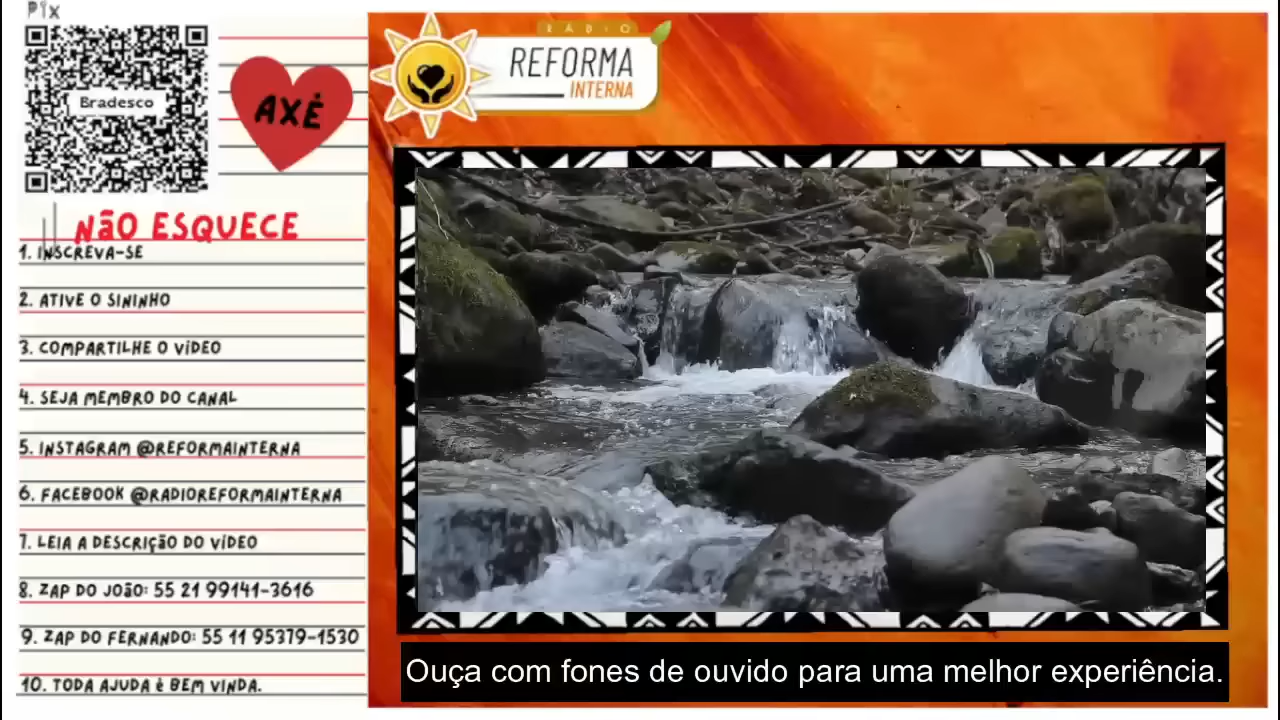 Pix
Bradesco
AXÉ
NÃO ESQUECE
1. INSCREVA-SE
2. ATIVE O SININHO
3. COMPARTILHE O VÍDEO
4. SEJA MEMBRO DO CANAL
5. INSTAGRAM @REFORMAINTERNA
6. FACEBOOK @RADIOREFORMAINTERNA
7. LEIA A DESCRIÇÃO DO VÍDEO
8. ZAP DO JOÃO: 55 21 99141-3616
9. ZAP DO FERNANDO: 55 11 95379-1530
10. TODA AJUDA É BEM VINDA.
RÁDIO
REFORMA
INTERNA
Ouça com fones de ouvido para uma melhor experiência.